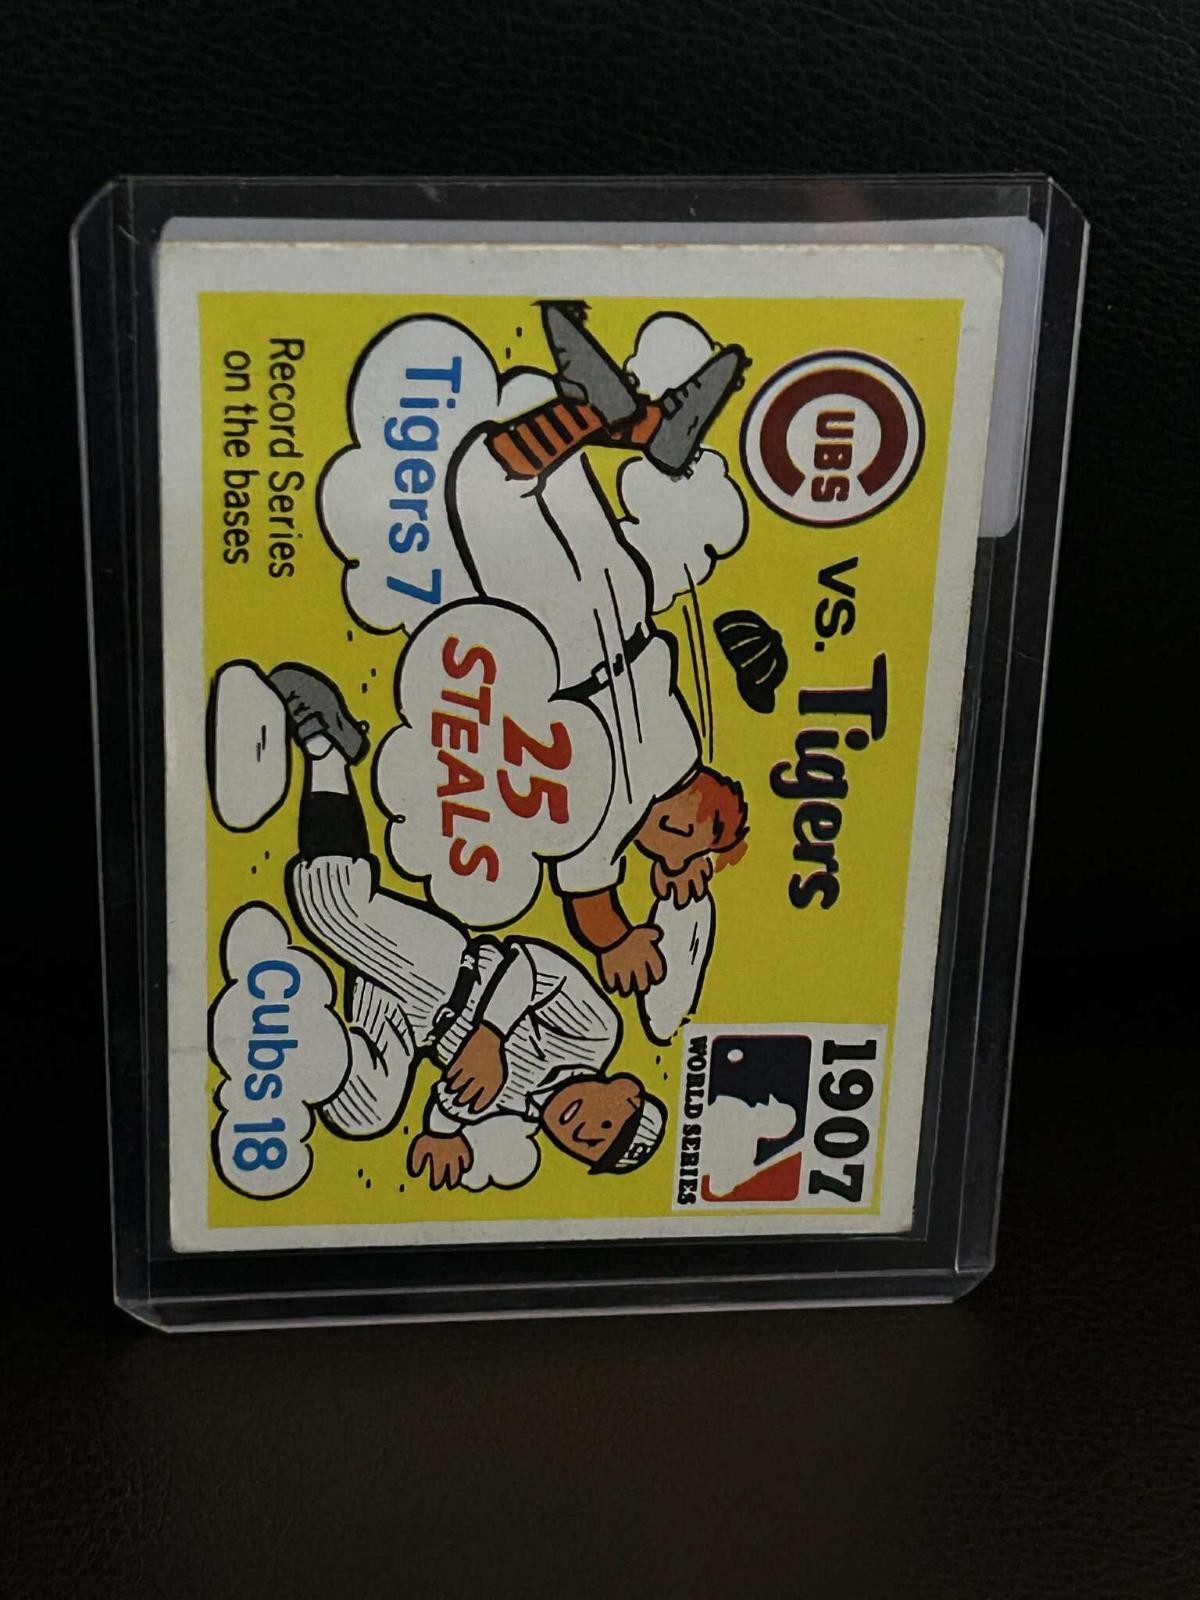 CUBS
vs. Tigers
1907
WORLD SERIES
25
STEALS
Tigers 7
Cubs 18
Record Series
on the bases